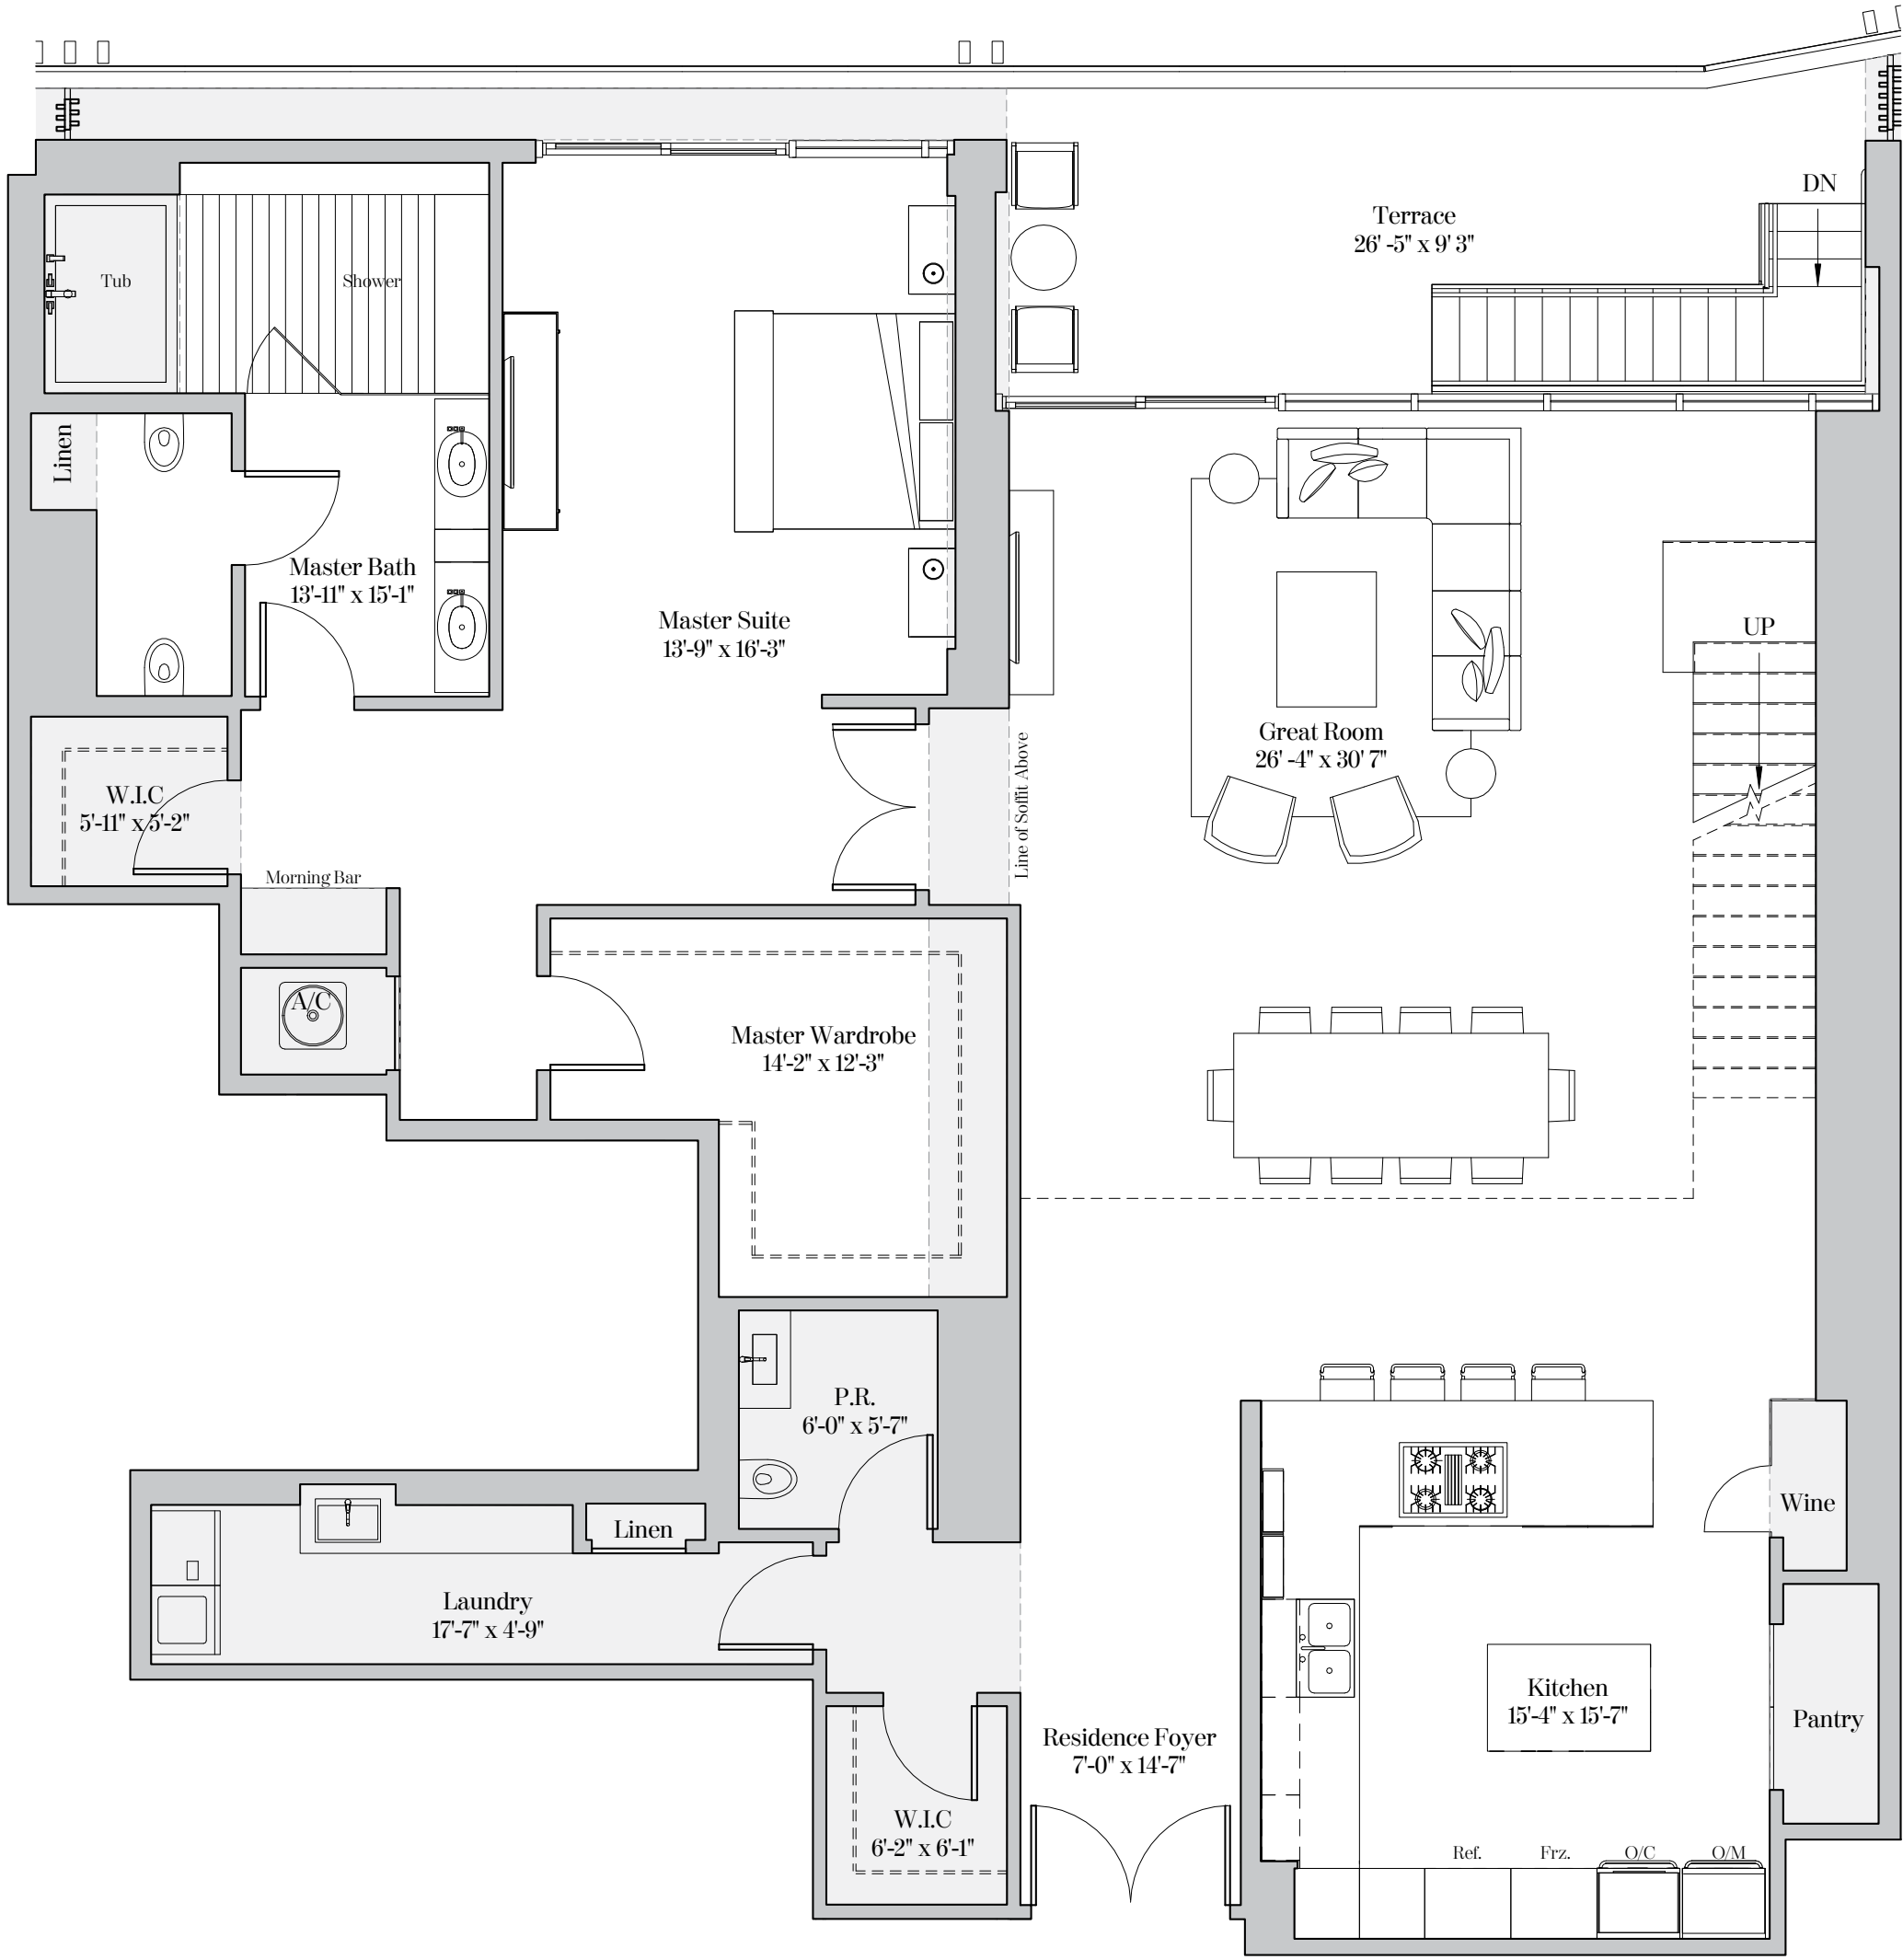 DN
Terrace
26' -5" x 9' 3"
Tub
Shower
Linen
Master Bath
13'-11" x 15'-1"
Master Suite
13'-9" x 16'-3"
UP
Great Room
26' -4" x 30' 7"
Line of Soffit Above
W.I.C
5'-11" x 5'-2"
Morning Bar
A/C
Master Wardrobe
14'-2" x 12'-3"
P.R.
6'-0" x 5'-7"
Wine
Linen
Laundry
17'-7" x 4'-9"
Kitchen
15'-4" x 15'-7"
Pantry
Residence Foyer
7'-0" x 14'-7"
W.I.C
6'-2" x 6'-1"
Ref.
Frz.
O/C
O/M